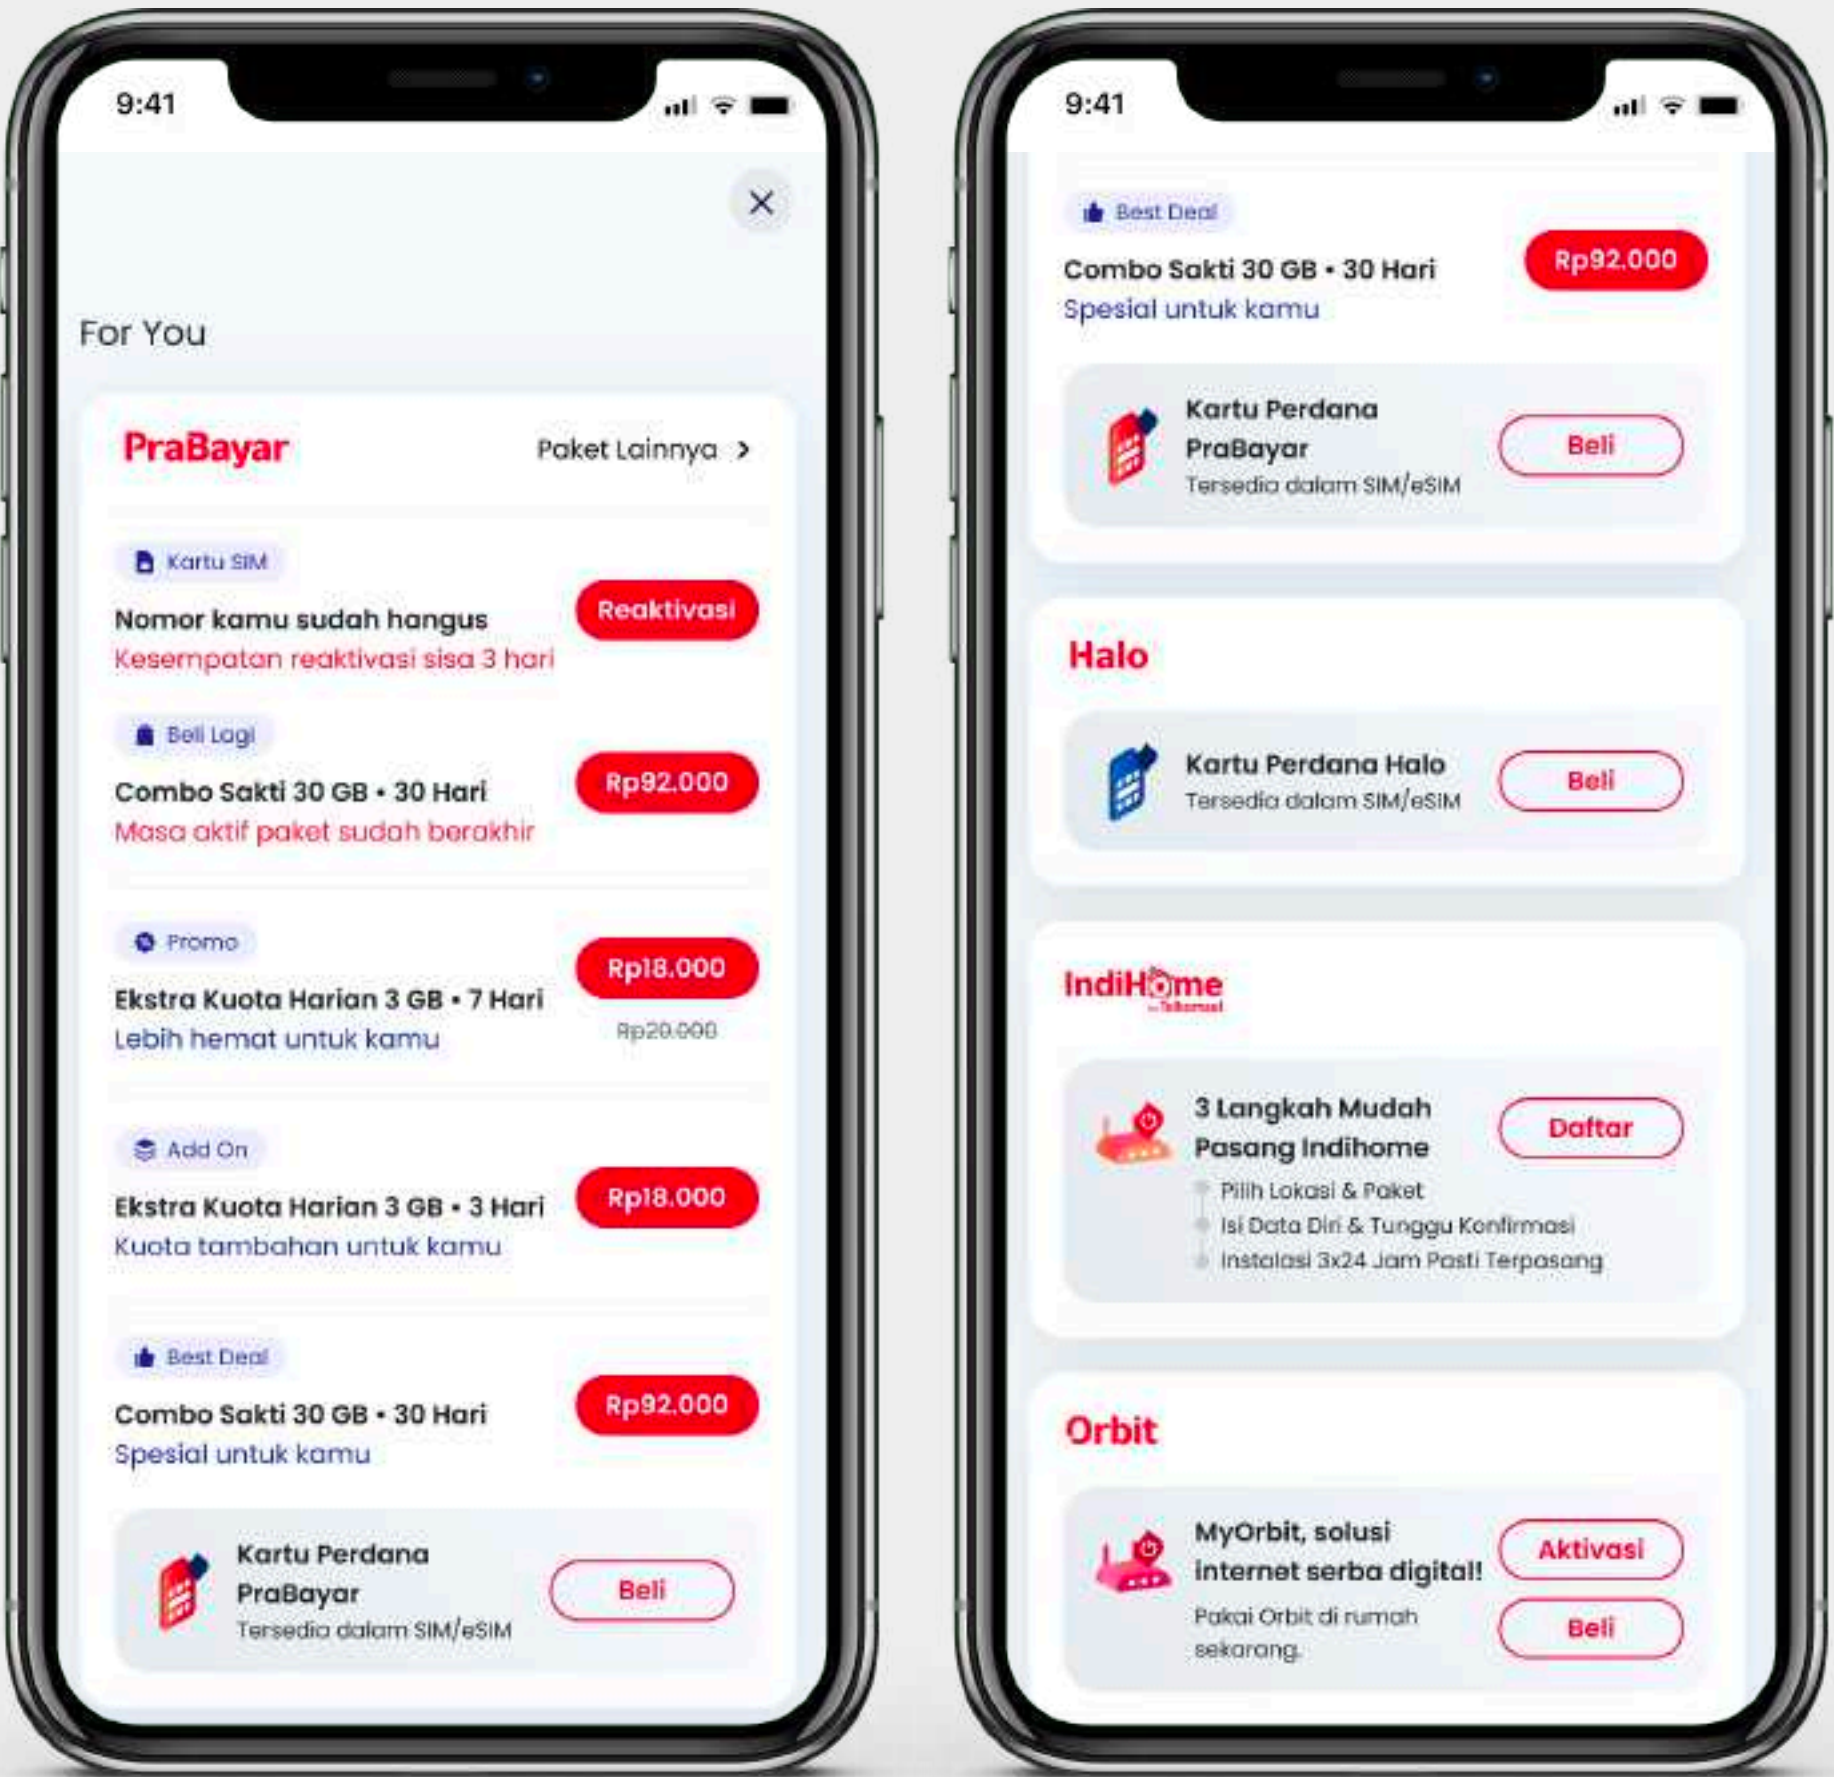 9:41
For You
PraBayar
Paket Lainnya
Kartu SIM
Nomor kamu sudah hangus
Kesempatan reaktivasi sisa 3 hari
Reaktivasi
Beli Lagi
Combo Sakti 30 GB • 30 Hari
Masa aktif paket sudah berakhir
Rp92.000
Promo
Ekstra Kuota Harian 3 GB • 7 Hari
Lebih hemat untuk kamu
Rp18.000
Rp20.000
Add On
Ekstra Kuota Harian 3 GB • 3 Hari
Kuota tambahan untuk kamu
Rp18.000
Best Deal
Combo Sakti 30 GB • 30 Hari
Spesial untuk kamu
Rp92.000
Kartu Perdana
PraBayar
Tersedia dalam SIM/eSIM
Beli
9:41
Best Deal
Combo Sakti 30 GB • 30 Hari
Spesial untuk kamu
Rp92.000
Kartu Perdana
PraBayar
Tersedia dalam SIM/eSIM
Beli
Halo
Kartu Perdana Halo
Tersedia dalam SIM/eSIM
Beli
IndiHome
by Telkomsel
3 Langkah Mudah
Pasang Indihome
Daftar
Pilih Lokasi & Paket
Isi Data Diri & Tunggu Konfirmasi
Instalasi 3x24 Jam Pasti Terpasang
Orbit
MyOrbit, solusi
internet serba digital!
Pakai Orbit di rumah
sekarang.
Aktivasi
Beli